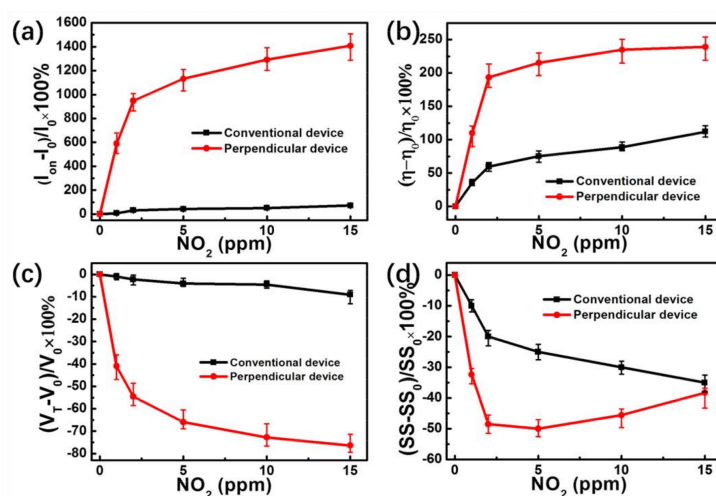 (a)
1600
1400
1200
1000
800
600
400
200
0
(I_on-I_0)/I_0×100%
Conventional device
Perpendicular device
0 5 10 15
NO2 (ppm)
(b)
250
200
150
100
50
0
(η−η_0)/η_0×100%
Conventional device
Perpendicular device
0 5 10 15
NO2 (ppm)
(c)
0
-10
-20
-30
-40
-50
-60
-70
-80
(V_T-V_0)/V_0×100%
Conventional device
Perpendicular device
0 5 10 15
NO2 (ppm)
(d)
0
-10
-20
-30
-40
-50
-60
(SS-SS_0)/SS_0×100%
Conventional device
Perpendicular device
0 5 10 15
NO2 (ppm)